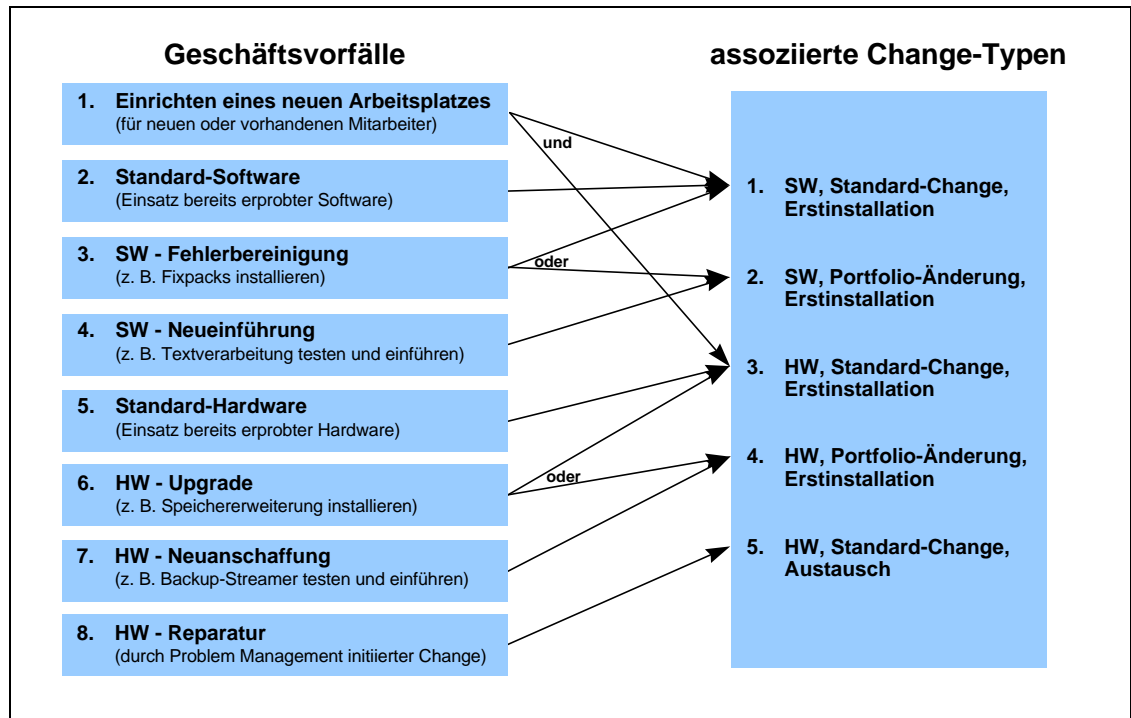 Geschäftsvorfälle
1. Einrichten eines neuen Arbeitsplatzes
(für neuen oder vorhandenen Mitarbeiter)
2. Standard-Software
(Einsatz bereits erprobter Software)
3. SW - Fehlerbereinigung
(z. B. Fixpacks installieren)
4. SW - Neueinführung
(z. B. Textverarbeitung testen und einführen)
5. Standard-Hardware
(Einsatz bereits erprobter Hardware)
6. HW - Upgrade
(z. B. Speichererweiterung installieren)
7. HW - Neuanschaffung
(z. B. Backup-Streamer testen und einführen)
8. HW - Reparatur
(durch Problem Management initiierter Change)
und
oder
oder
assoziierte Change-Typen
1. SW, Standard-Change,
Erstinstallation
2. SW, Portfolio-Änderung,
Erstinstallation
3. HW, Standard-Change,
Erstinstallation
4. HW, Portfolio-Änderung,
Erstinstallation
5. HW, Standard-Change,
Austausch